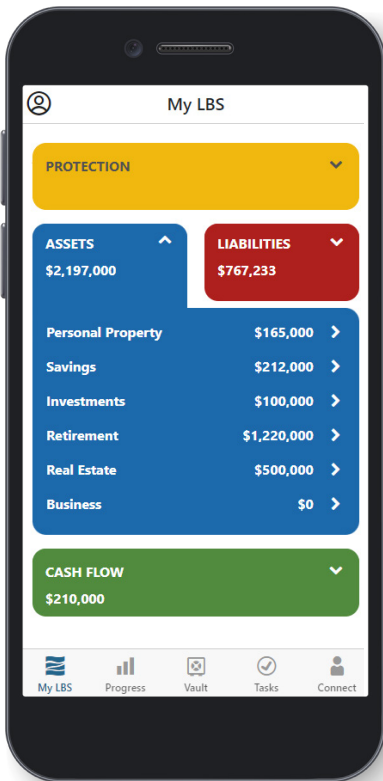 My LBS
PROTECTION
ASSETS
$2,197,000
LIABILITIES
$767,233
Personal Property $165,000
Savings $212,000
Investments $100,000
Retirement $1,220,000
Real Estate $500,000
Business $0
CASH FLOW
$210,000
My LBS Progress Vault Tasks Connect